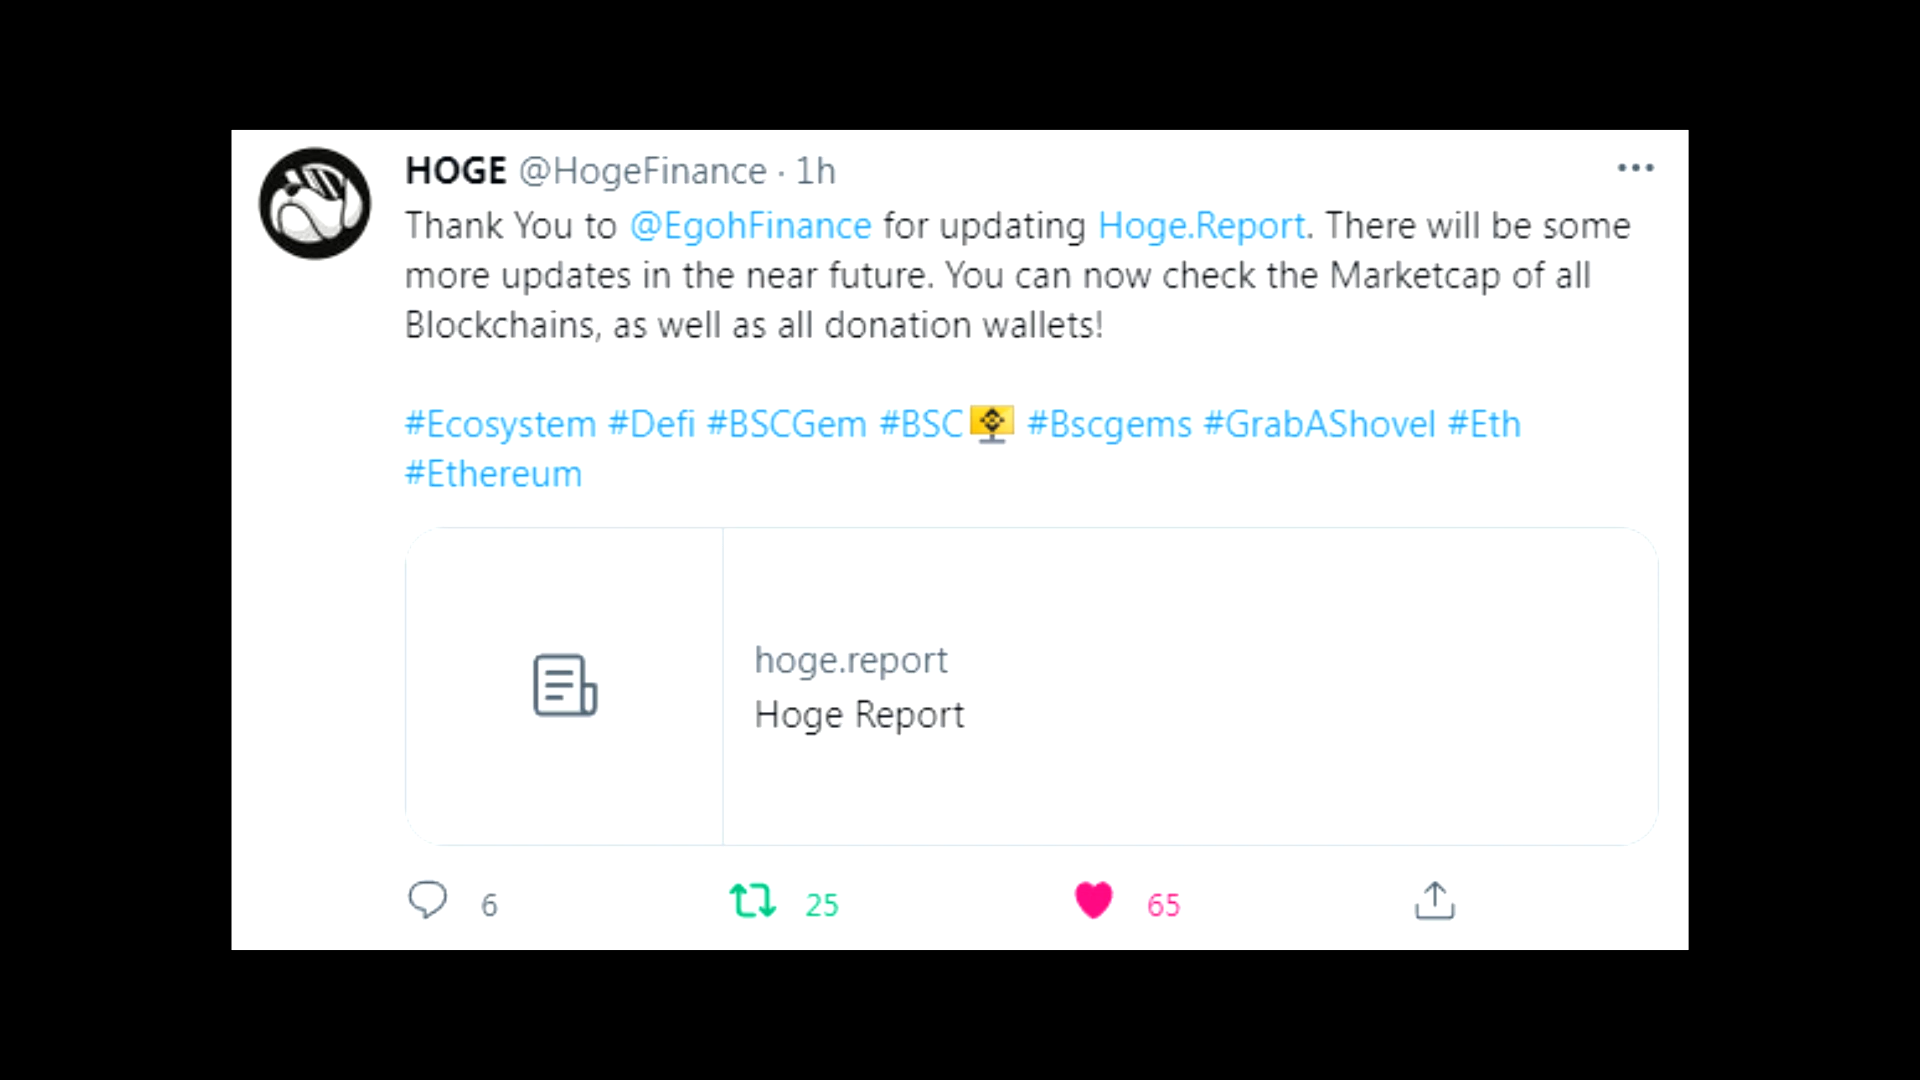 HOGE @HogeFinance · 1h
Thank You to @EgohFinance for updating Hoge.Report. There will be some
more updates in the near future. You can now check the Marketcap of all
Blockchains, as well as all donation wallets!
#Ecosystem #Defi #BSCGem #BSC #Bscgems #GrabAShovel #Eth
#Ethereum
hoge.report
Hoge Report
6 25 65